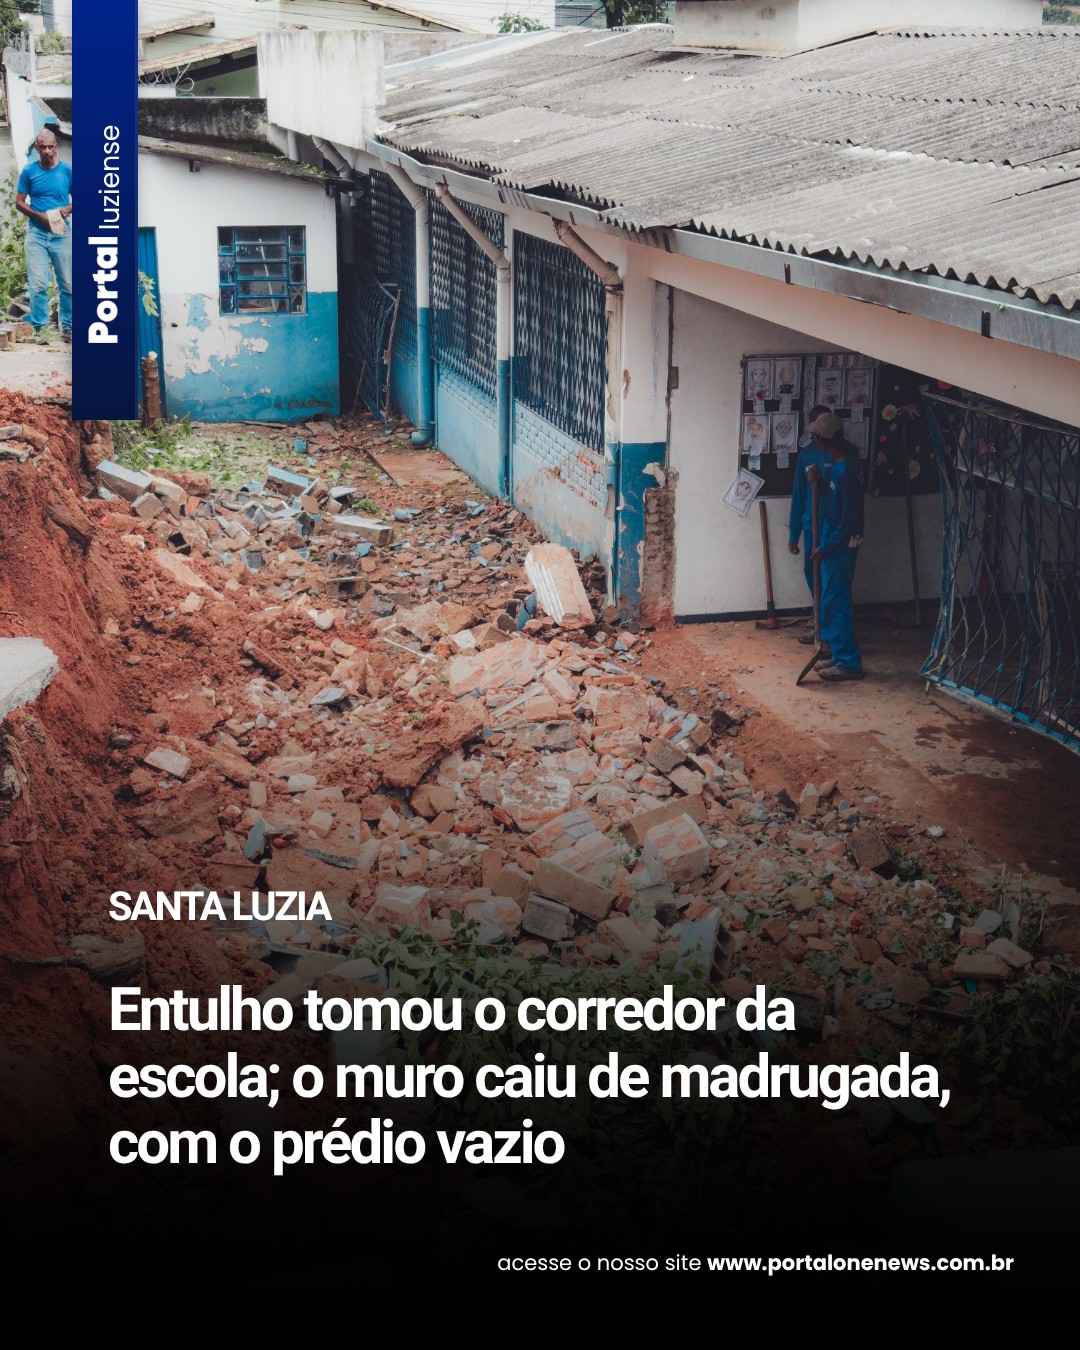 Portal luziense
SANTA LUZIA
Entulho tomou o corredor da
escola; o muro caiu de madrugada,
com o prédio vazio
acesse o nosso site www.portalonenews.com.br